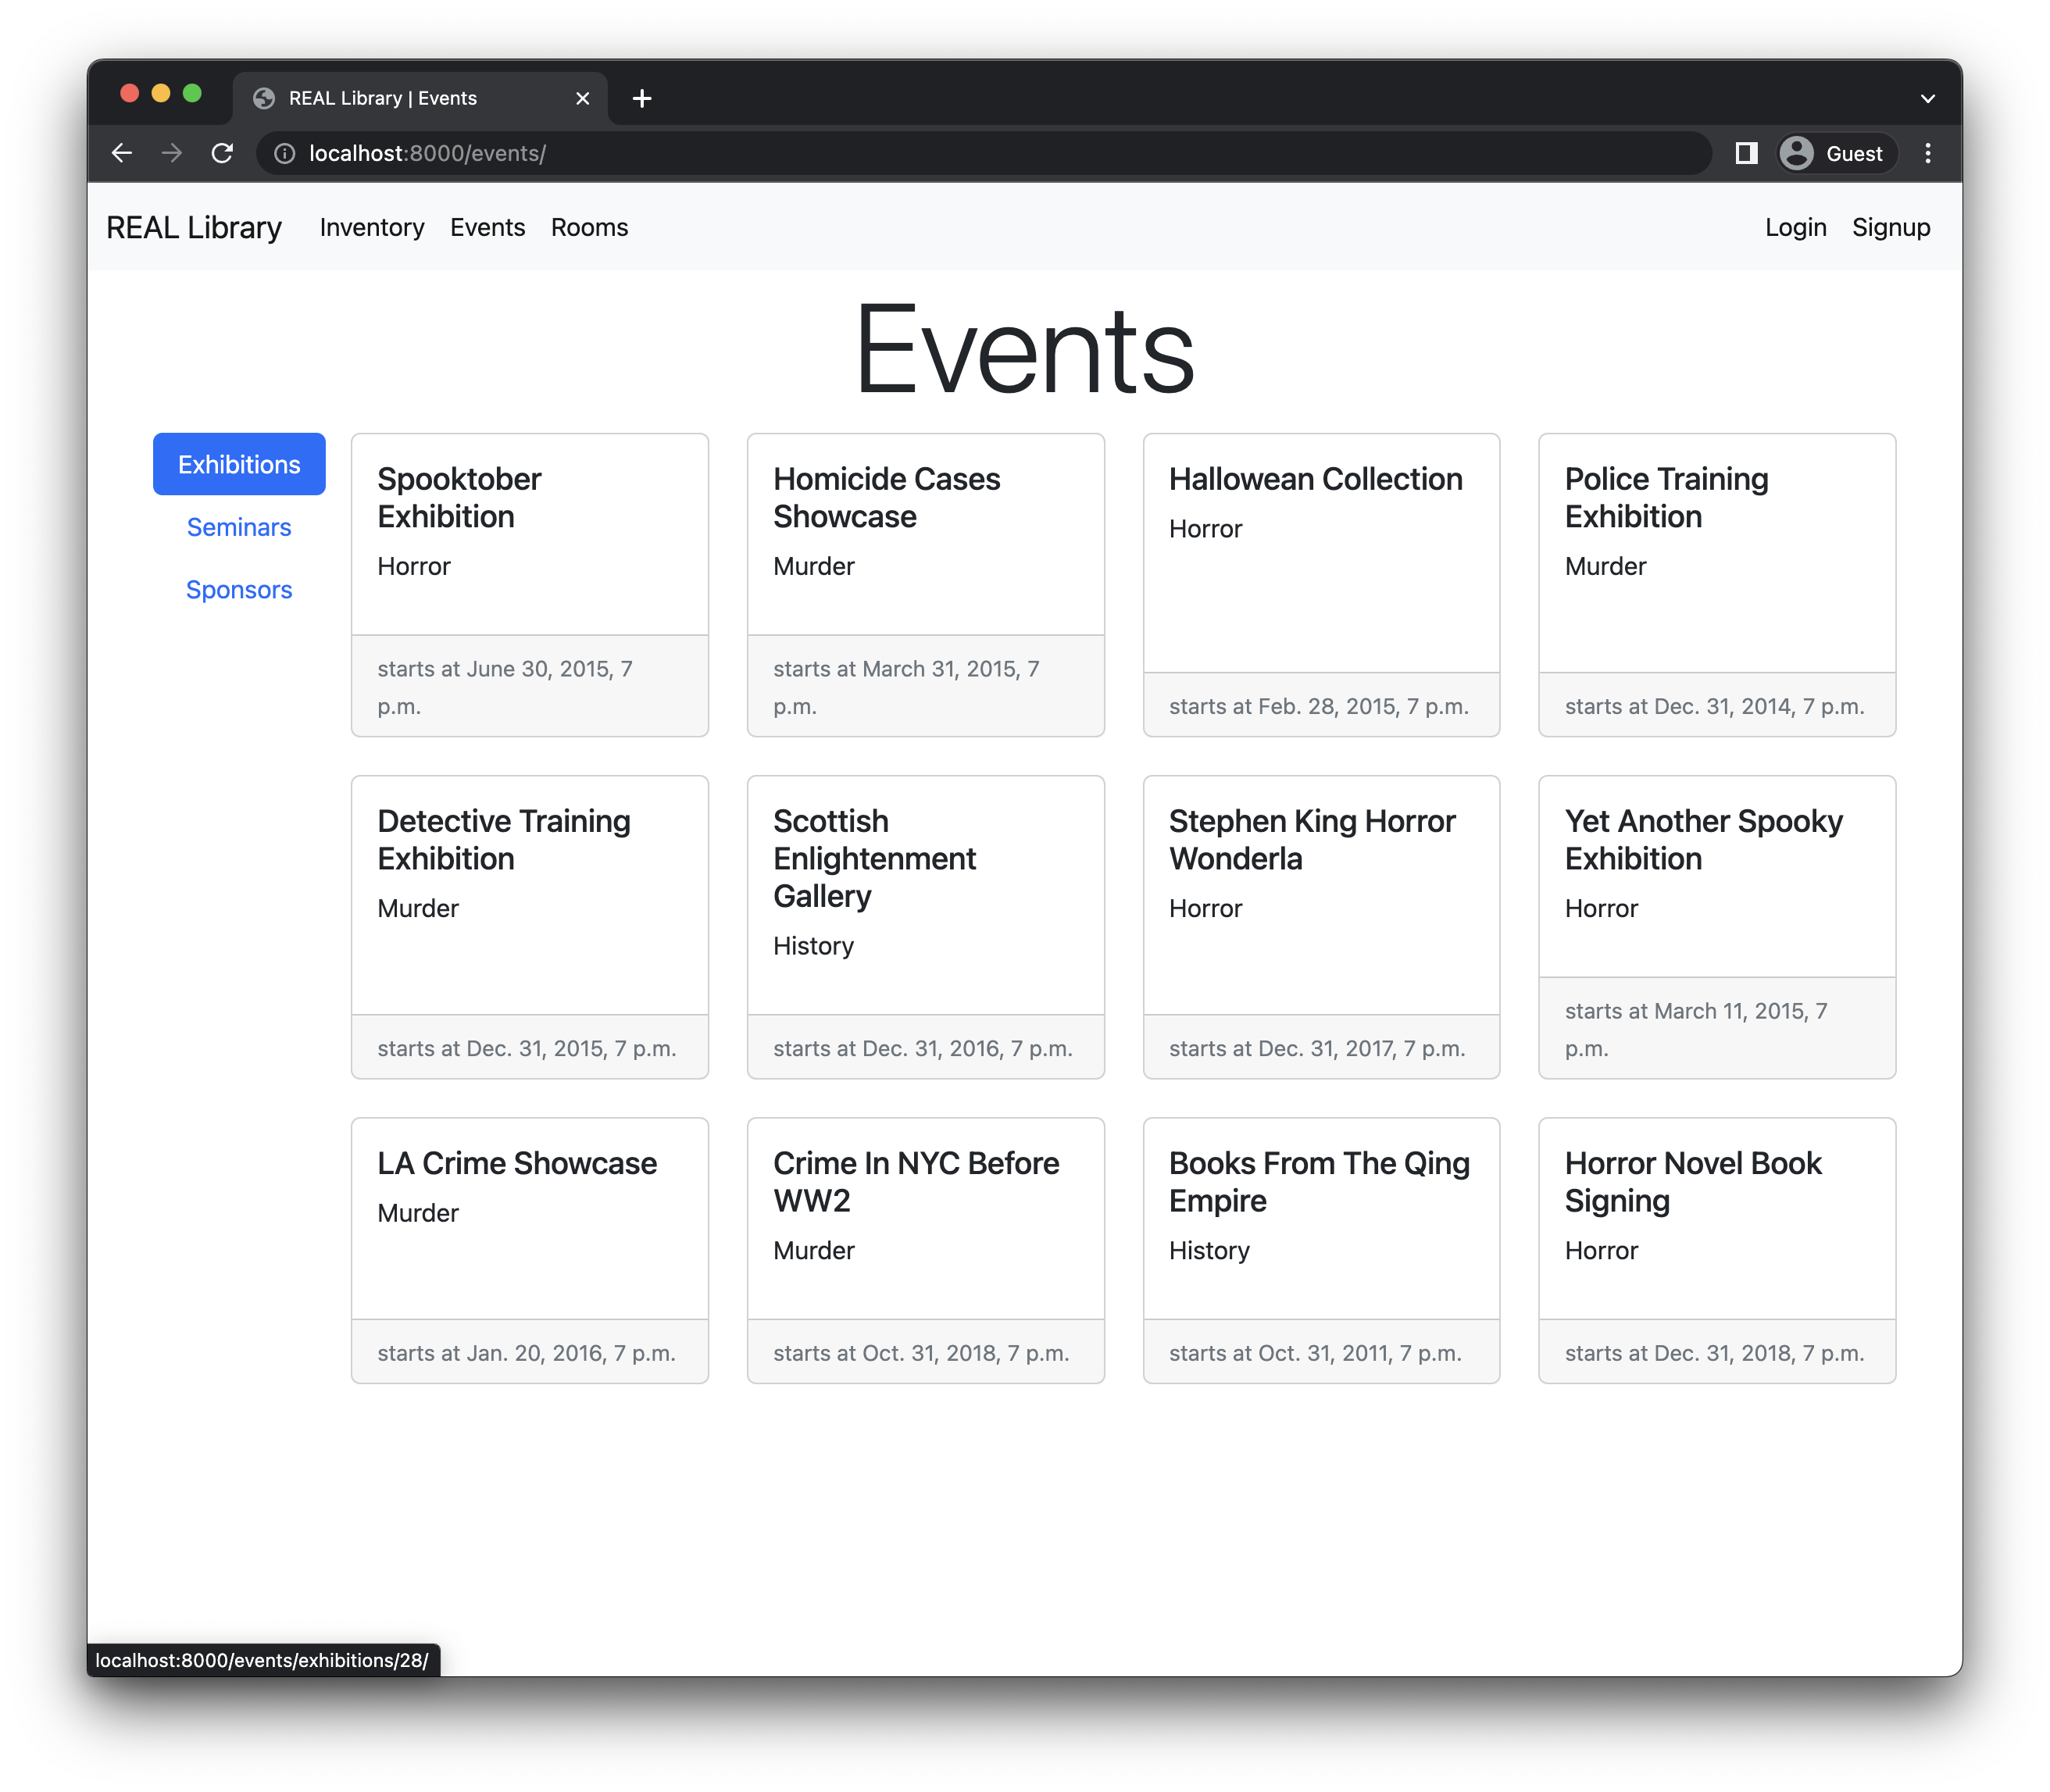 REAL Library | Events
localhost:8000/events/
Guest
REAL Library Inventory Events Rooms Login Signup
Events
Exhibitions
Seminars
Sponsors
Spooktober
Exhibition
Horror
starts at June 30, 2015, 7
p.m.
Homicide Cases
Showcase
Murder
starts at March 31, 2015, 7
p.m.
Hallowean Collection
Horror
starts at Feb. 28, 2015, 7 p.m.
Police Training
Exhibition
Murder
starts at Dec. 31, 2014, 7 p.m.
Detective Training
Exhibition
Murder
starts at Dec. 31, 2015, 7 p.m.
Scottish
Enlightenment
Gallery
History
starts at Dec. 31, 2016, 7 p.m.
Stephen King Horror
Wonderla
Horror
starts at Dec. 31, 2017, 7 p.m.
Yet Another Spooky
Exhibition
Horror
starts at March 11, 2015, 7
p.m.
LA Crime Showcase
Murder
starts at Jan. 20, 2016, 7 p.m.
Crime In NYC Before
WW2
Murder
starts at Oct. 31, 2018, 7 p.m.
Books From The Qing
Empire
History
starts at Oct. 31, 2011, 7 p.m.
Horror Novel Book
Signing
Horror
starts at Dec. 31, 2018, 7 p.m.
localhost:8000/events/exhibitions/28/